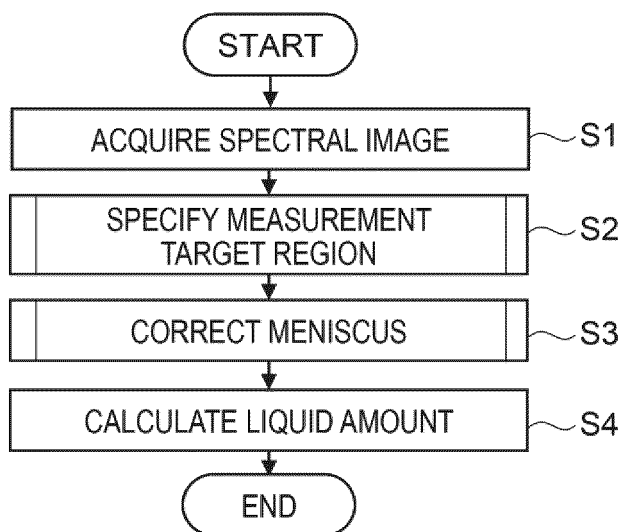 START
ACQUIRE SPECTRAL IMAGE
S1
SPECIFY MEASUREMENT
TARGET REGION
S2
CORRECT MENISCUS
S3
CALCULATE LIQUID AMOUNT
S4
END